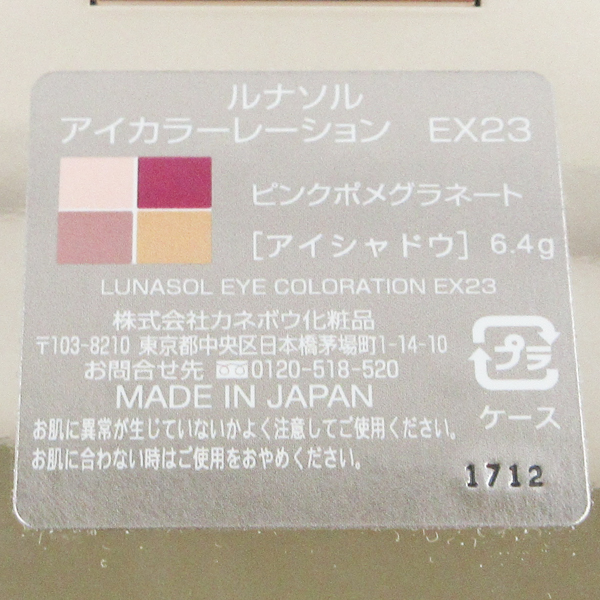 ルナソル
アイカラーレーション EX23
ピンクポメグラネート
[アイシャドウ] 6.4g
LUNASOL EYE COLORATION EX23
株式会社カネボウ化粧品
〒103-8210 東京都中央区日本橋茅場町1-14-10
お問合せ先 0120-518-520
MADE IN JAPAN
お肌に異常が生じていないかよく注意してご使用ください。
お肌に合わない時はご使用をおやめください。
プラ
ケース
1712